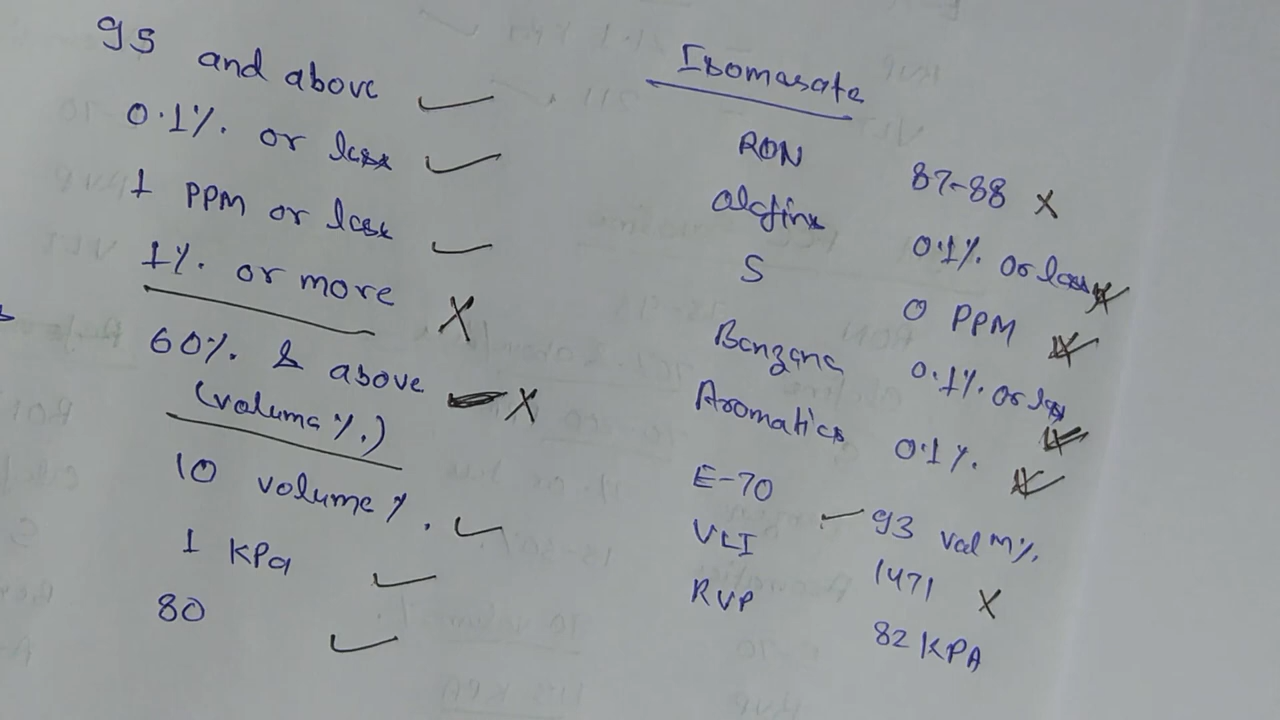 95 and above
0.1%. or less
1 PPM or less
1%. or more
60%. & above
(volume %.)
10 volume %.
1 KPa
80
Isomerate
RON 87-88
Olefins 0.1%. or less
S 0 PPM
Benzene 0.1%. or less
Aromatics 0.1%.
E-70 93 vol m%.
VLI 1471
RVP 82 KPA